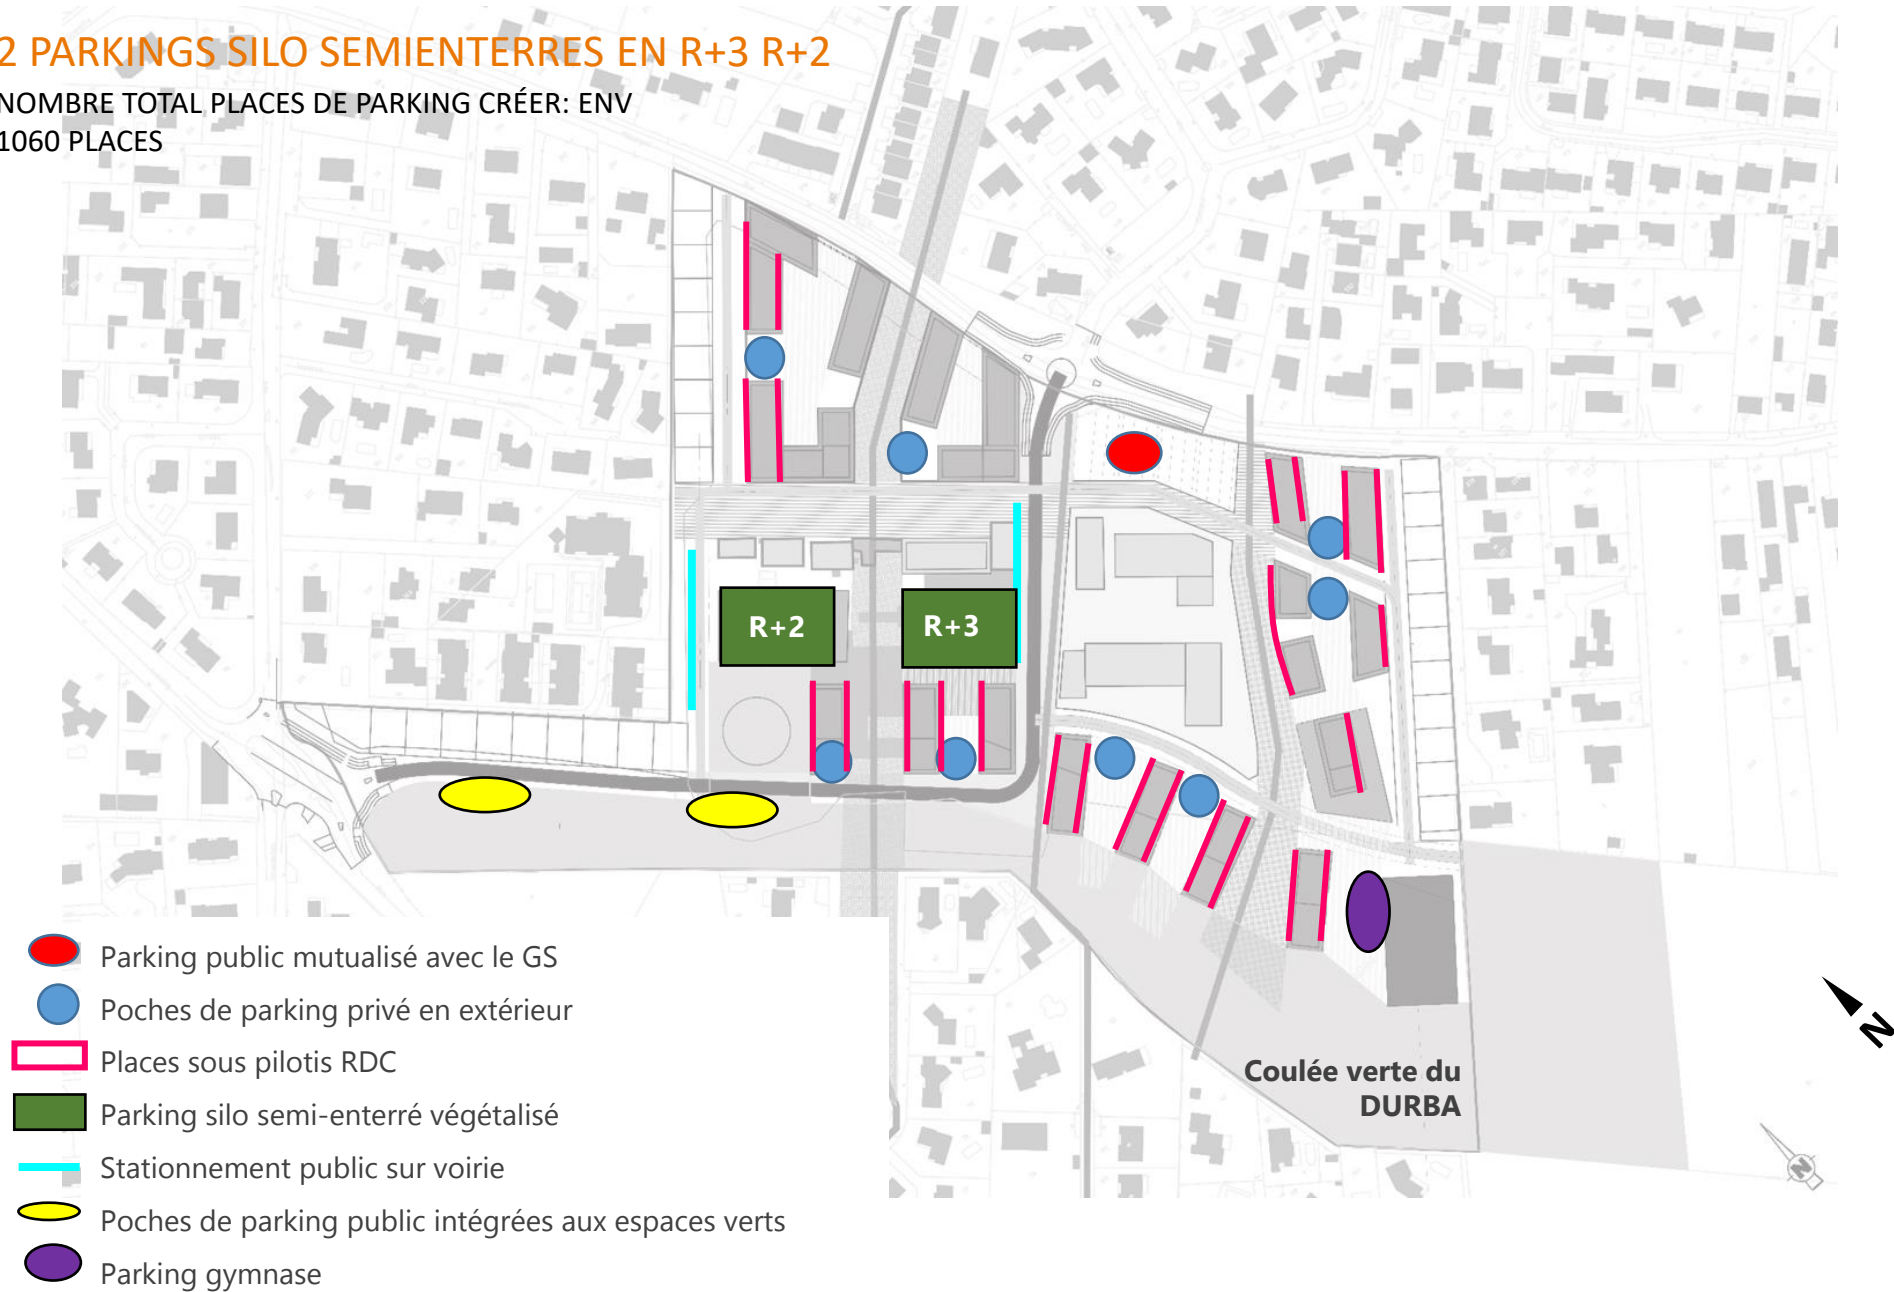 2 PARKINGS SILO SEMIENTERRES EN R+3 R+2
NOMBRE TOTAL PLACES DE PARKING CRÉER: ENV
1060 PLACES
R+2
R+3
Coulée verte du
DURBA
N
N
Parking public mutualisé avec le GS
Poches de parking privé en extérieur
Places sous pilotis RDC
Parking silo semi-enterré végétalisé
Stationnement public sur voirie
Poches de parking public intégrées aux espaces verts
Parking gymnase